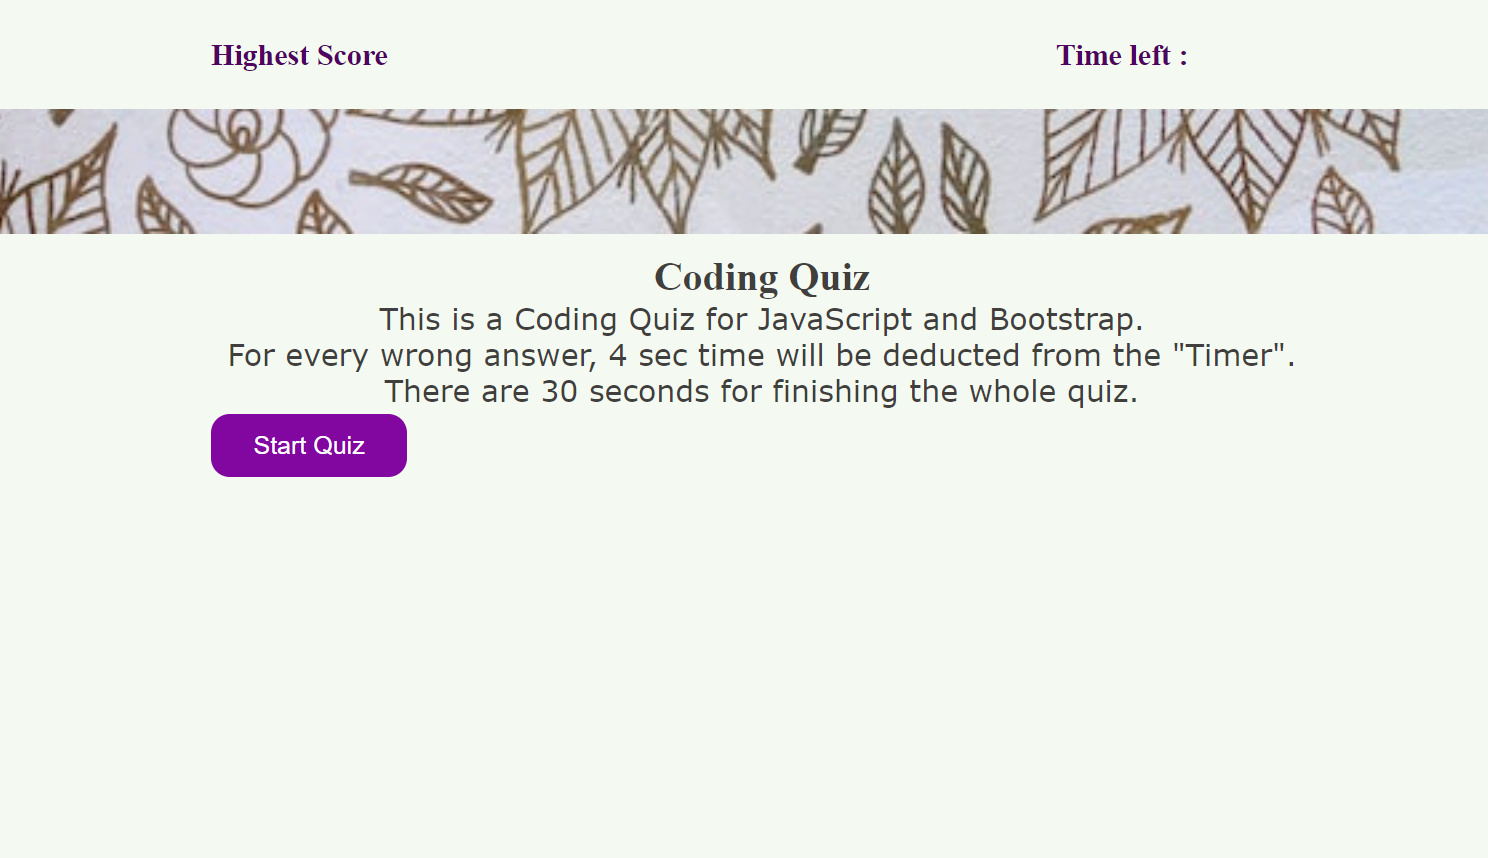 Highest Score
Time left :
Coding Quiz
This is a Coding Quiz for JavaScript and Bootstrap.
For every wrong answer, 4 sec time will be deducted from the "Timer".
There are 30 seconds for finishing the whole quiz.
Start Quiz